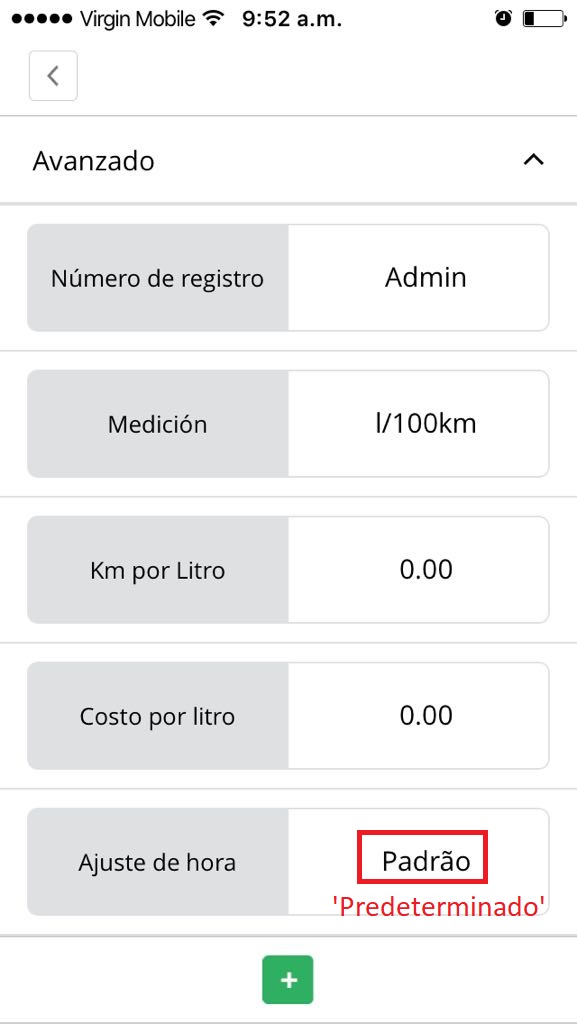 Virgin Mobile 9:52 a.m.
Avanzado
Número de registro Admin
Medición l/100km
Km por Litro 0.00
Costo por litro 0.00
Ajuste de hora Padrão
'Predeterminado'
+